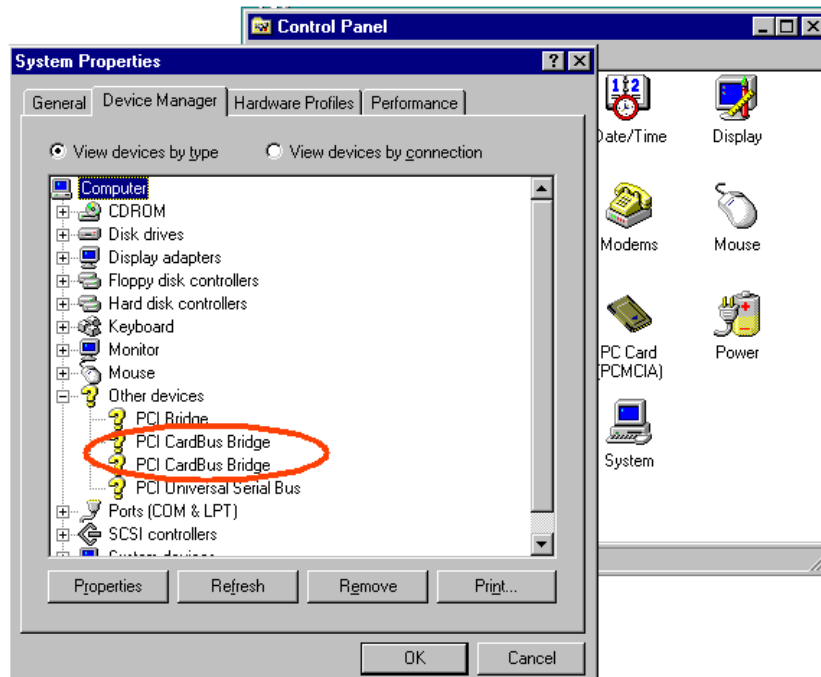 Control Panel
System Properties
General Device Manager Hardware Profiles Performance
View devices by type View devices by connection
Computer
CDROM
Disk drives
Display adapters
Floppy disk controllers
Hard disk controllers
Keyboard
Monitor
Mouse
Other devices
PCI Bridge
PCI CardBus Bridge
PCI CardBus Bridge
PCI Universal Serial Bus
Ports (COM & LPT)
SCSI controllers
System devices
Properties Refresh Remove Print...
OK Cancel
Date/Time Display
Modems Mouse
PC Card
(PCMCIA)
Power
System